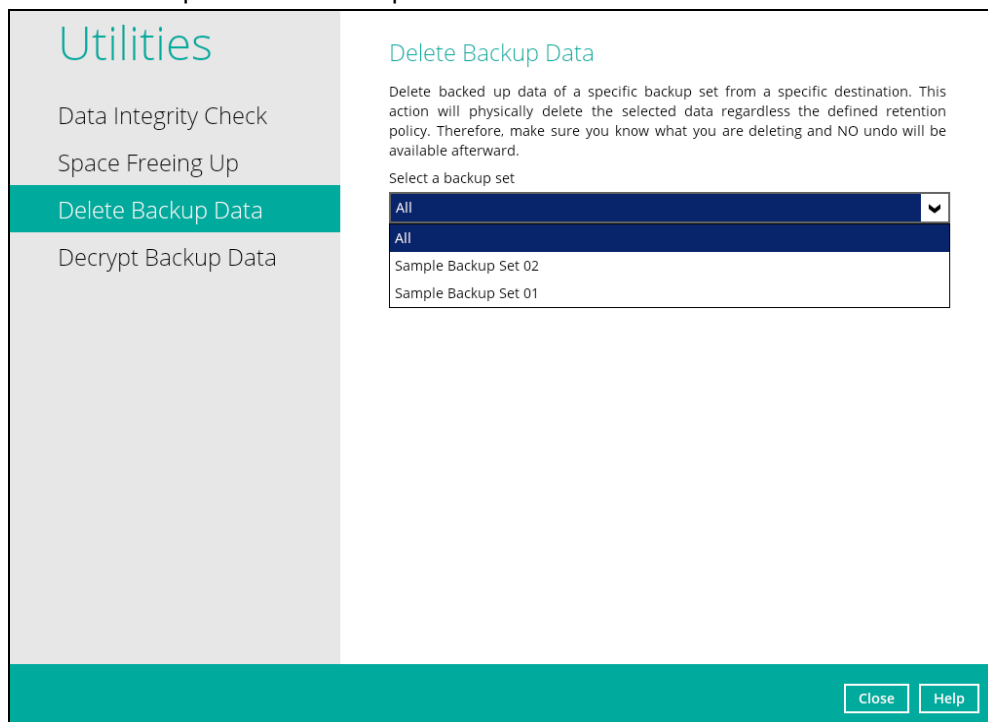 Utilities
Data Integrity Check
Space Freeing Up
Delete Backup Data
Decrypt Backup Data
Delete Backup Data
Delete backed up data of a specific backup set from a specific destination. This
action will physically delete the selected data regardless the defined retention
policy. Therefore, make sure you know what you are deleting and NO undo will be
available afterward.
Select a backup set
All
All
Sample Backup Set 02
Sample Backup Set 01
Close
Help